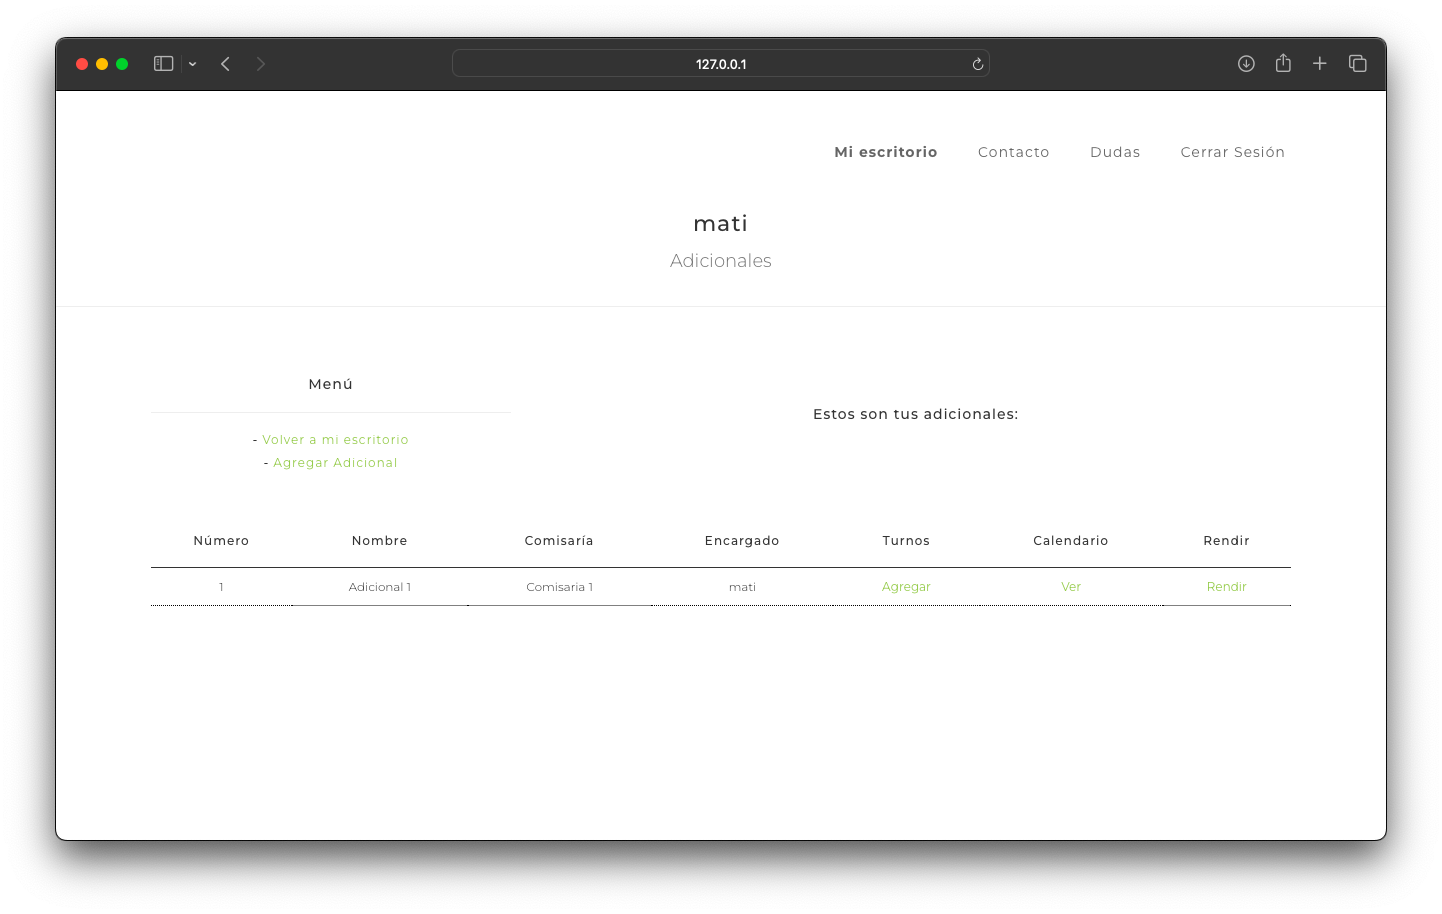 127.0.0.1
Mi escritorio Contacto Dudas Cerrar Sesión
mati
Adicionales
Menú
- Volver a mi escritorio
- Agregar Adicional
Estos son tus adicionales:
Número Nombre Comisaría Encargado Turnos Calendario Rendir
1 Adicional 1 Comisaria 1 mati Agregar Ver Rendir